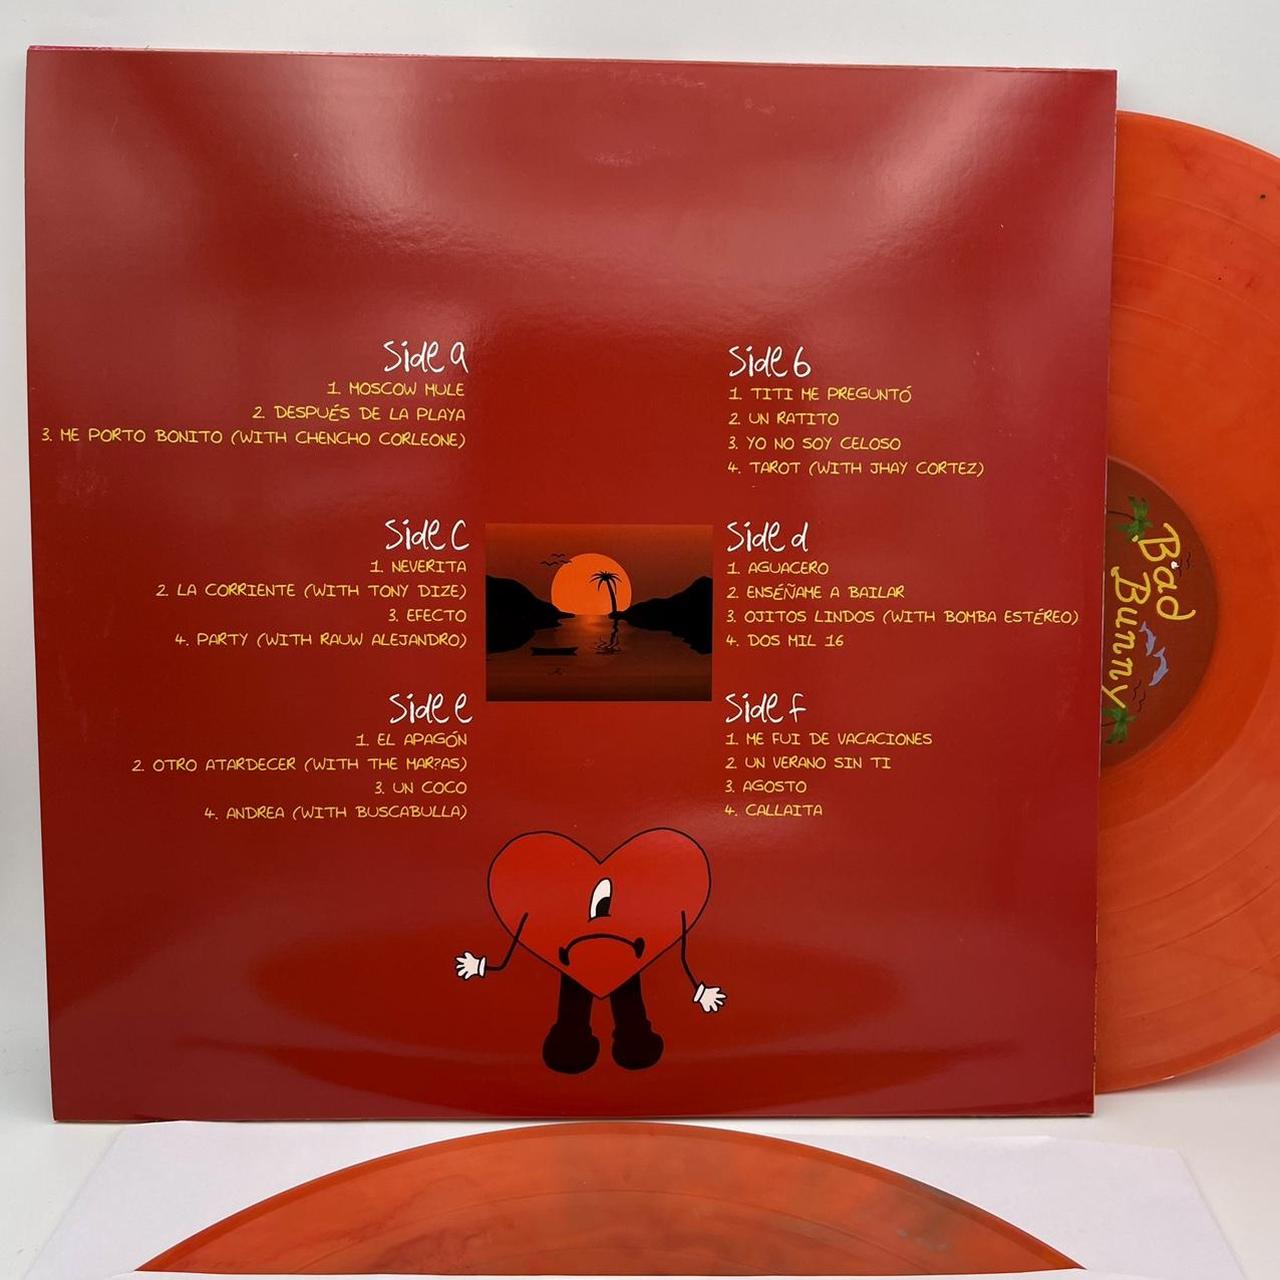 Side a
1. MOSCOW MULE
2. DESPUÉS DE LA PLAYA
3. ME PORTO BONITO (WITH CHENCHO CORLEONE)
Side b
1. TITI ME PREGUNTÓ
2. UN RATITO
3. YO NO SOY CELOSO
4. TAROT (WITH JHAY CORTEZ)
Side C
1. NEVERITA
2. LA CORRIENTE (WITH TONY DIZE)
3. EFECTO
4. PARTY (WITH RAUW ALEJANDRO)
Side d
1. AGUACERO
2. ENSÉÑAME A BAILAR
3. OJITOS LINDOS (WITH BOMBA ESTÉREO)
4. DOS MIL 16
Side e
1. EL APAGÓN
2. OTRO ATARDECER (WITH THE MAR?AS)
3. UN COCO
4. ANDREA (WITH BUSCABULLA)
Side f
1. ME FUI DE VACACIONES
2. UN VERANO SIN TI
3. AGOSTO
4. CALLAITA
Bad
Bunny